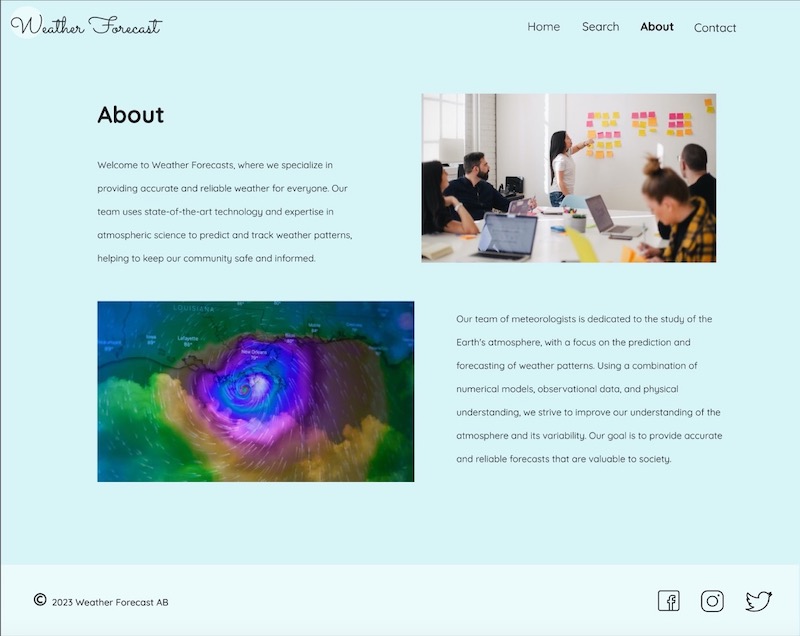 Weather Forecast
Home Search About Contact
About
Welcome to Weather Forecasts, where we specialize in
providing accurate and reliable weather for everyone. Our
team uses state-of-the-art technology and expertise in
atmospheric science to predict and track weather patterns,
helping to keep our community safe and informed.
LOUISIANA
Lafayette
New Orleans
Our team of meteorologists is dedicated to the study of the
Earth's atmosphere, with a focus on the prediction and
forecasting of weather patterns. Using a combination of
numerical models, observational data, and physical
understanding, we strive to improve our understanding of the
atmosphere and its variability. Our goal is to provide accurate
and reliable forecasts that are valuable to society.
© 2023 Weather Forecast AB